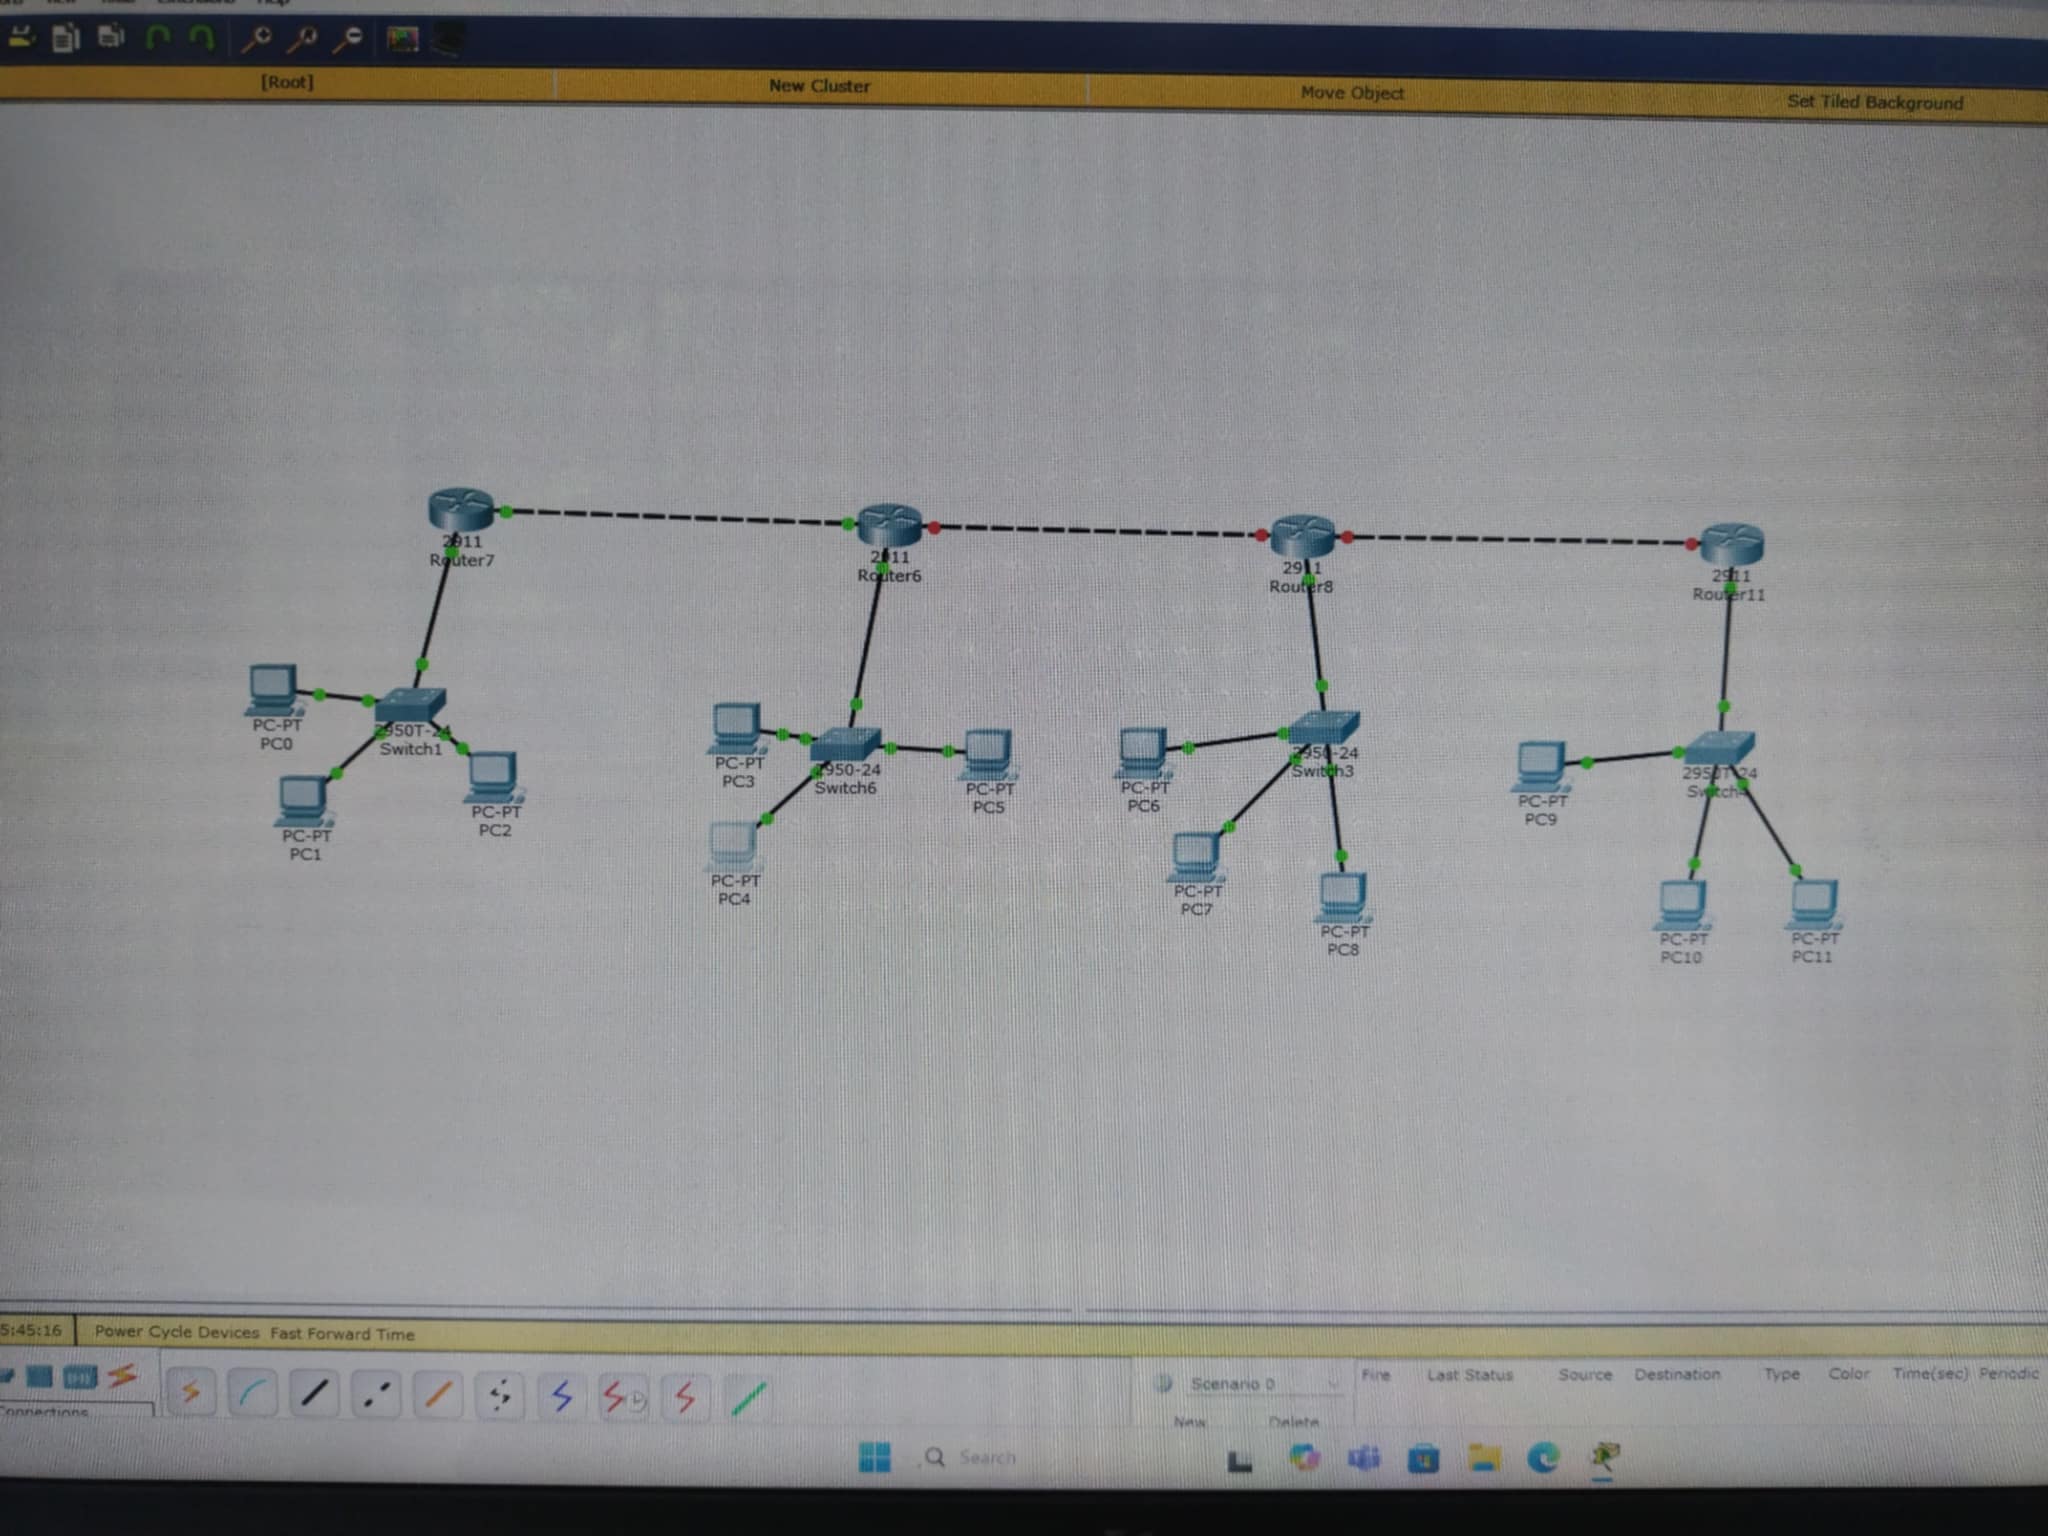 [Root]
New Cluster
Move Object
Set Tiled Background
2911
Router7
2911
Router6
2911
Router8
2911
Router11
PC-PT
PC0
2950T-24
Switch1
PC-PT
PC1
PC-PT
PC2
PC-PT
PC3
2950-24
Switch6
PC-PT
PC5
PC-PT
PC4
PC-PT
PC6
2950-24
Switch3
PC-PT
PC7
PC-PT
PC8
PC-PT
PC9
2950T-24
PC-PT
PC10
PC-PT
PC11
5:45:16
Power Cycle Devices Fast Forward Time
Connections
Scenario 0
New
Delete
Fire
Last Status
Source
Destination
Type
Color
Time(sec)
Periodic
Search